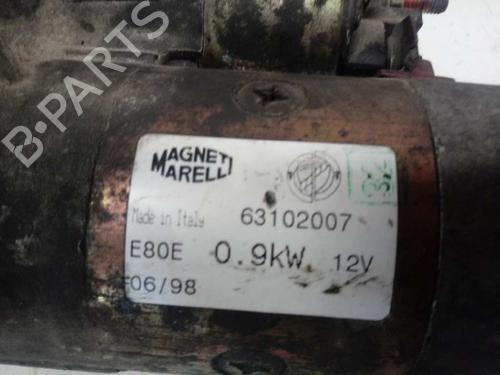 B-PARTS
MAGNETI
MARELLI
Made in Italy 63102007
E80E 0.9kW 12V
06/98